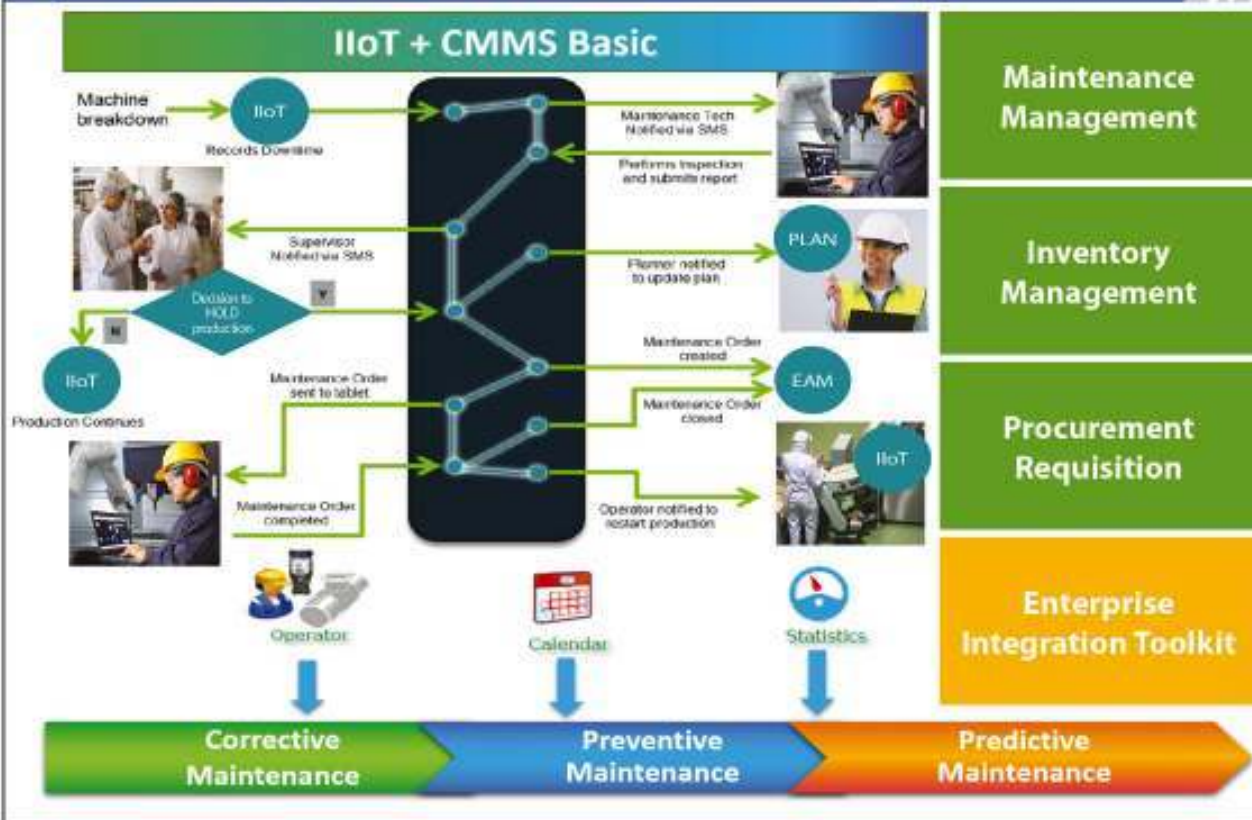 IIoT + CMMS Basic
Machine
breakdown
IIoT
Records Downtime
Maintenance Tech
Notified via SMS
Performs Inspection
and submits report
Supervisor
Notified via SMS
PLAN
Planner notified
to update plan
Decision to
HOLD
production
Y
N
IIoT
Production Continues
Maintenance Order
created
EAM
Maintenance Order
closed
Maintenance Order
sent to tablet
IIoT
Maintenance Order
completed
Operator notified to
restart production
Operator
Calendar
Statistics
Corrective
Maintenance
Preventive
Maintenance
Predictive
Maintenance
Maintenance
Management
Inventory
Management
Procurement
Requisition
Enterprise
Integration Toolkit